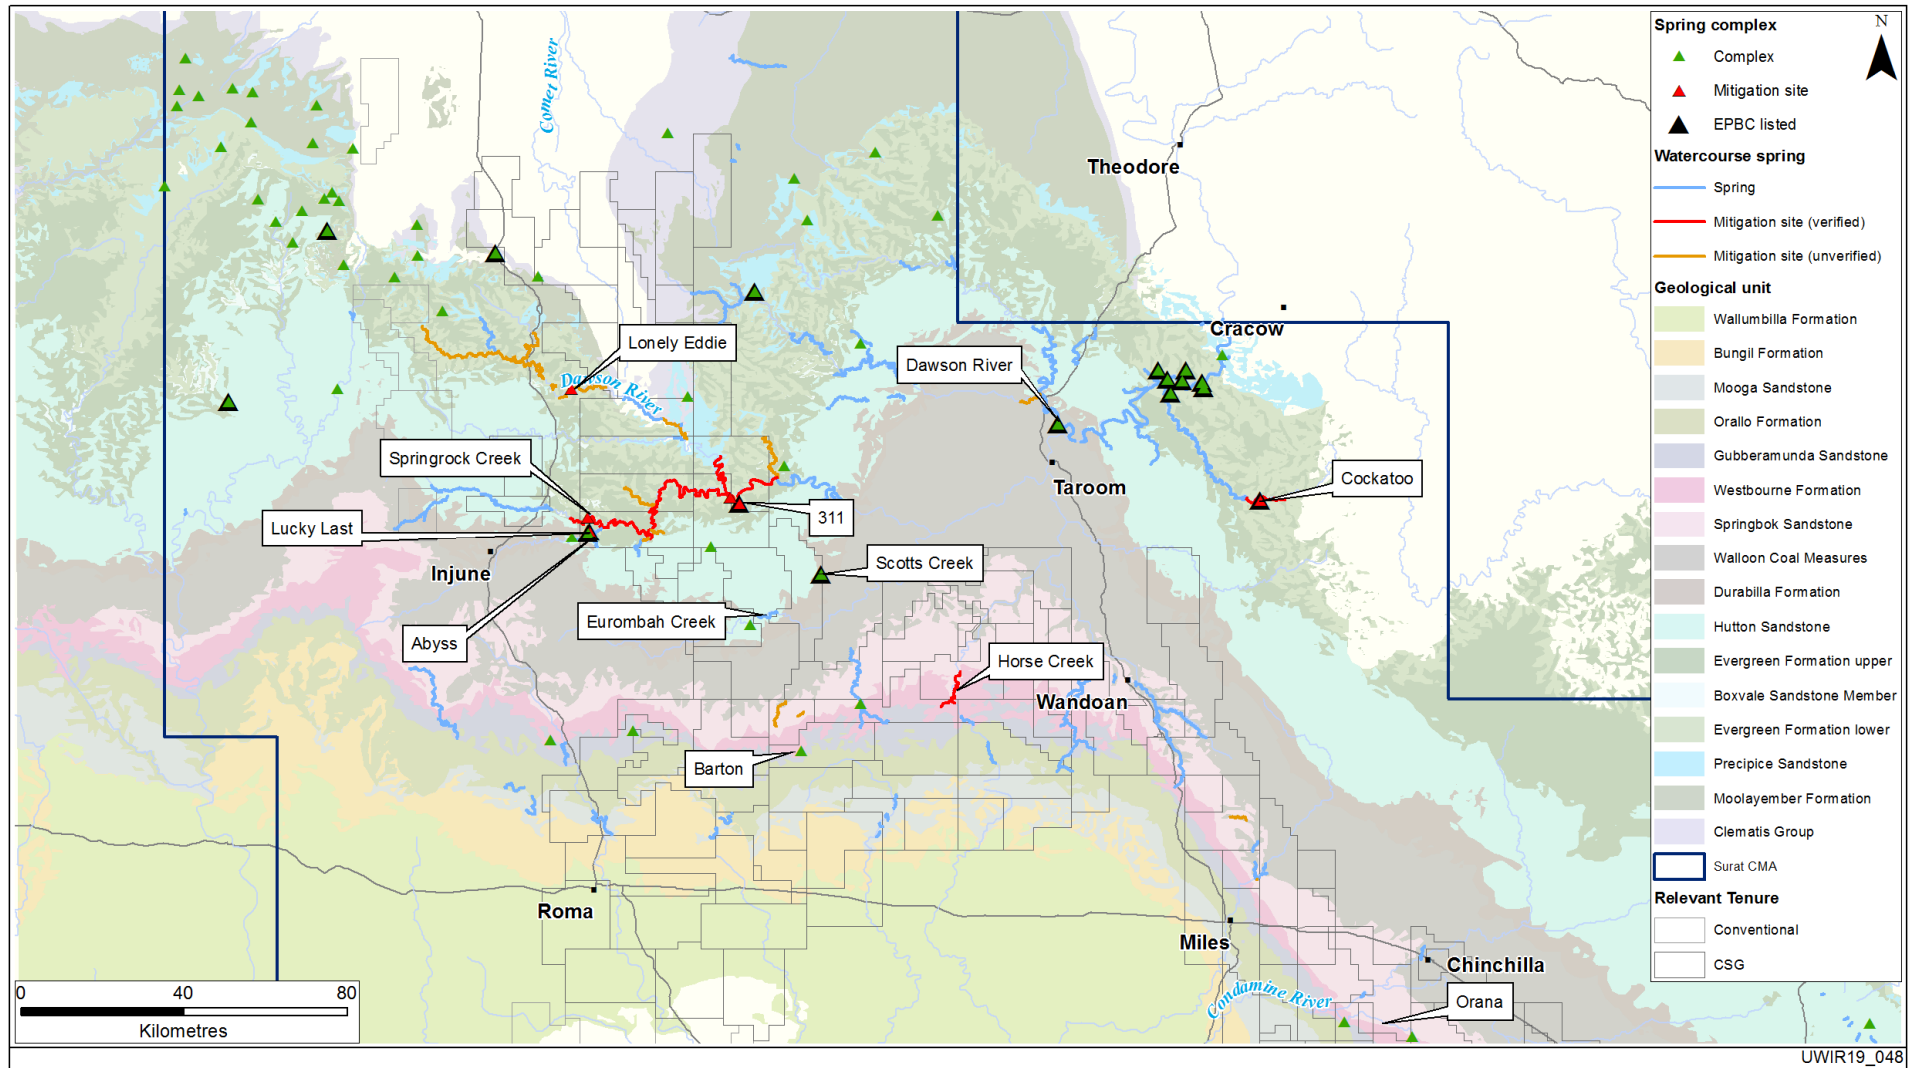 Comet River
Theodore
Cracow
Lonely Eddie
Dawson River
Dawson River
Springrock Creek
Cockatoo
Taroom
311
Lucky Last
Injune
Scotts Creek
Eurombah Creek
Abyss
Horse Creek
Wandoan
Barton
Roma
Miles
Chinchilla
Condamine River
Orana
0 40 80
Kilometres
N
Spring complex
Complex
Mitigation site
EPBC listed
Watercourse spring
Spring
Mitigation site (verified)
Mitigation site (unverified)
Geological unit
Wallumbilla Formation
Bungil Formation
Mooga Sandstone
Orallo Formation
Gubberamunda Sandstone
Westbourne Formation
Springbok Sandstone
Walloon Coal Measures
Durabilla Formation
Hutton Sandstone
Evergreen Formation upper
Boxvale Sandstone Member
Evergreen Formation lower
Precipice Sandstone
Moolayember Formation
Clematis Group
Surat CMA
Relevant Tenure
Conventional
CSG
UWIR19_048